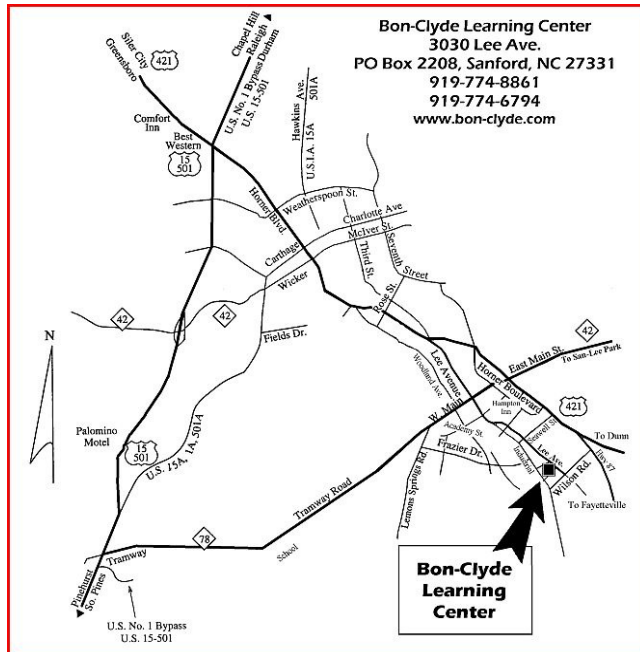 Bon-Clyde Learning Center
3030 Lee Ave.
PO Box 2208, Sanford, NC 27331
919-774-8861
919-774-6794
www.bon-clyde.com
Siler City
Greensboro
421
Chapel Hill
Raleigh
U.S. No. 1 Bypass Durham
U.S. 15-501
Hawkins Ave.
501A
U.S.I.A. 15A
Comfort
Inn
Best
Western
15
501
Horner Blvd.
Weatherspoon St.
Charlotte Ave
McIver St.
Carthage
Wicker
Third St.
Seventh
Street
Rose St.
42
42
42
Fields Dr.
N
East Main St.
To San-Lee Park
Horner Boulevard
Lee Avenue
Woodland Ave.
W. Main
Hampton
Inn
421
Academy St.
Seawell St.
Frazier Dr.
Industrial
Lee Ave.
Wilson Rd.
Hwy 87
To Dunn
To Fayetteville
Palomino
Motel
15
501
U.S. 15A, 1A, 501A
Lemons Springs Rd.
Tramway Road
78
Tramway
School
Pinehurst
So. Pines
U.S. No. 1 Bypass
U.S. 15-501
Bon-Clyde
Learning
Center